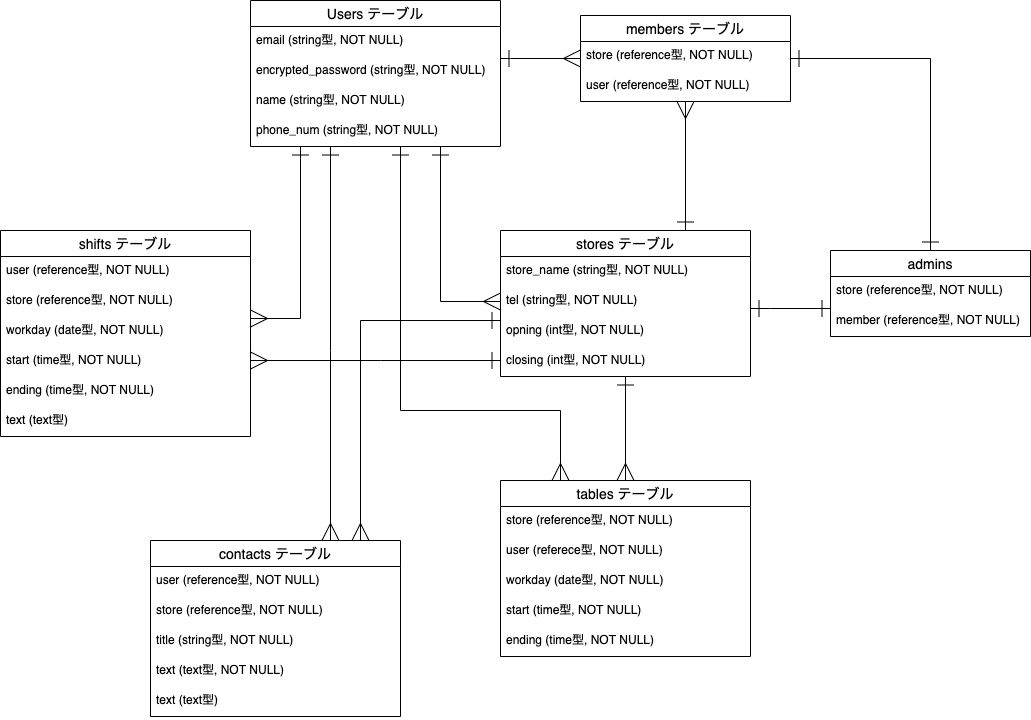 Users テーブル
email (string型, NOT NULL)
encrypted_password (string型, NOT NULL)
name (string型, NOT NULL)
phone_num (string型, NOT NULL)
members テーブル
store (reference型, NOT NULL)
user (reference型, NOT NULL)
shifts テーブル
user (reference型, NOT NULL)
store (reference型, NOT NULL)
workday (date型, NOT NULL)
start (time型, NOT NULL)
ending (time型, NOT NULL)
text (text型)
stores テーブル
store_name (string型, NOT NULL)
tel (string型, NOT NULL)
opning (int型, NOT NULL)
closing (int型, NOT NULL)
admins
store (reference型, NOT NULL)
member (reference型, NOT NULL)
contacts テーブル
user (reference型, NOT NULL)
store (reference型, NOT NULL)
title (string型, NOT NULL)
text (text型, NOT NULL)
text (text型)
tables テーブル
store (reference型, NOT NULL)
user (referece型, NOT NULL)
workday (date型, NOT NULL)
start (time型, NOT NULL)
ending (time型, NOT NULL)